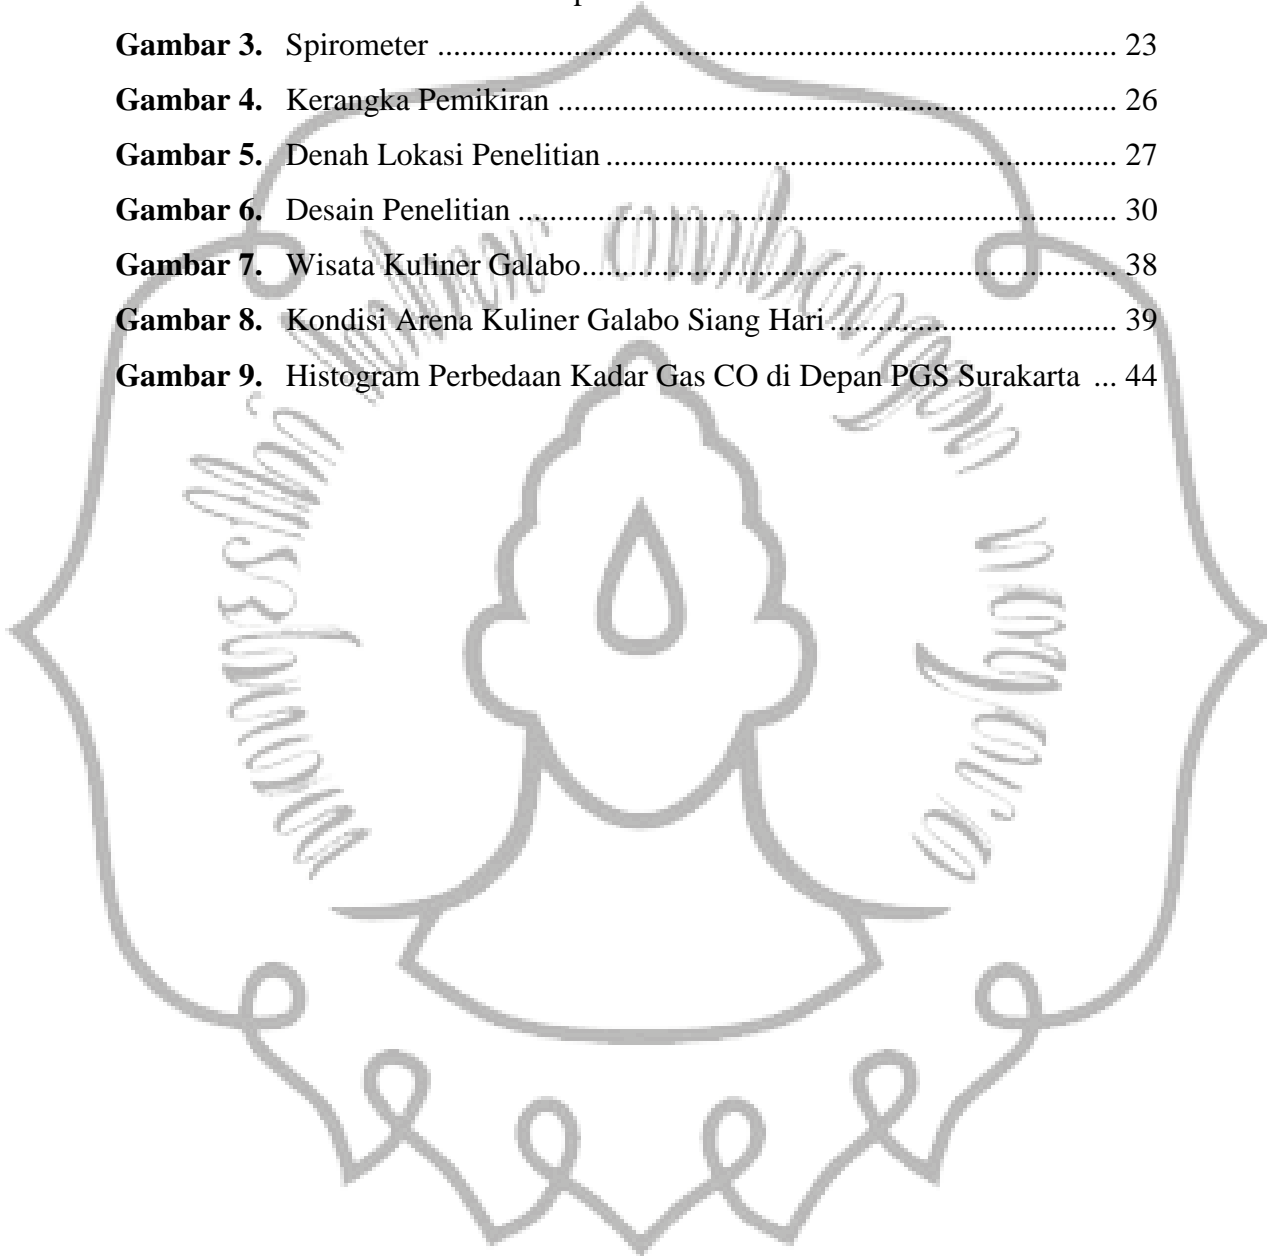 Gambar 3. Spirometer ........................................................................................ 23
Gambar 4. Kerangka Pemikiran ........................................................................ 26
Gambar 5. Denah Lokasi Penelitian .................................................................. 27
Gambar 6. Desain Penelitian ............................................................................. 30
Gambar 7. Wisata Kuliner Galabo..................................................................... 38
Gambar 8. Kondisi Arena Kuliner Galabo Siang Hari ...................................... 39
Gambar 9. Histogram Perbedaan Kadar Gas CO di Depan PGS Surakarta ... 44